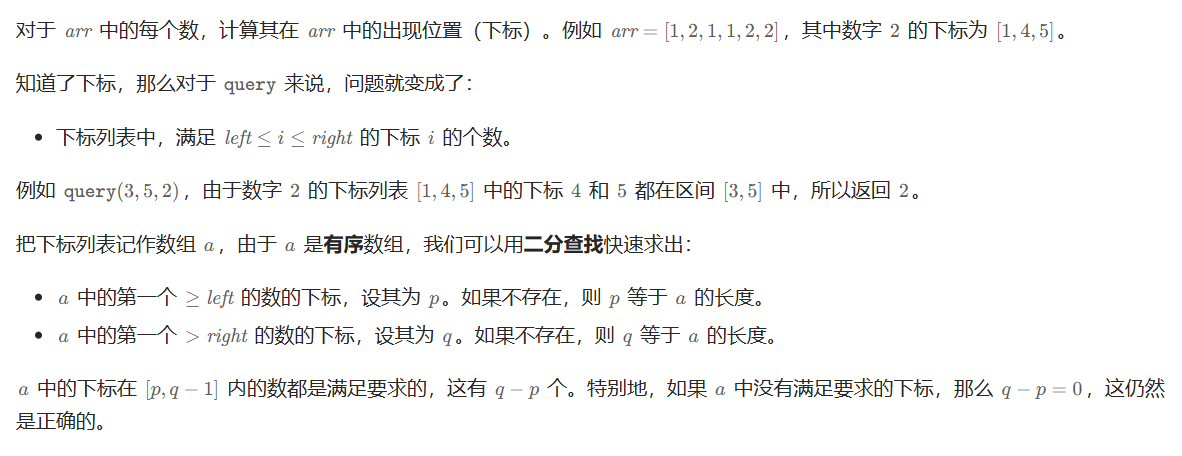 对于 arr 中的每个数，计算其在 arr 中的出现位置（下标）。例如 arr = [1, 2, 1, 1, 2, 2]，其中数字 2 的下标为 [1, 4, 5]。
知道了下标，那么对于 query 来说，问题就变成了：
• 下标列表中，满足 left ≤ i ≤ right 的下标 i 的个数。
例如 query(3, 5, 2)，由于数字 2 的下标列表 [1, 4, 5] 中的下标 4 和 5 都在区间 [3, 5] 中，所以返回 2。
把下标列表记作数组 a，由于 a 是有序数组，我们可以用二分查找快速求出：
• a 中的第一个 ≥ left 的数的下标，设其为 p。如果不存在，则 p 等于 a 的长度。
• a 中的第一个 > right 的数的下标，设其为 q。如果不存在，则 q 等于 a 的长度。
a 中的下标在 [p, q − 1] 内的数都是满足要求的，这有 q − p 个。特别地，如果 a 中没有满足要求的下标，那么 q − p = 0，这仍然
是正确的。